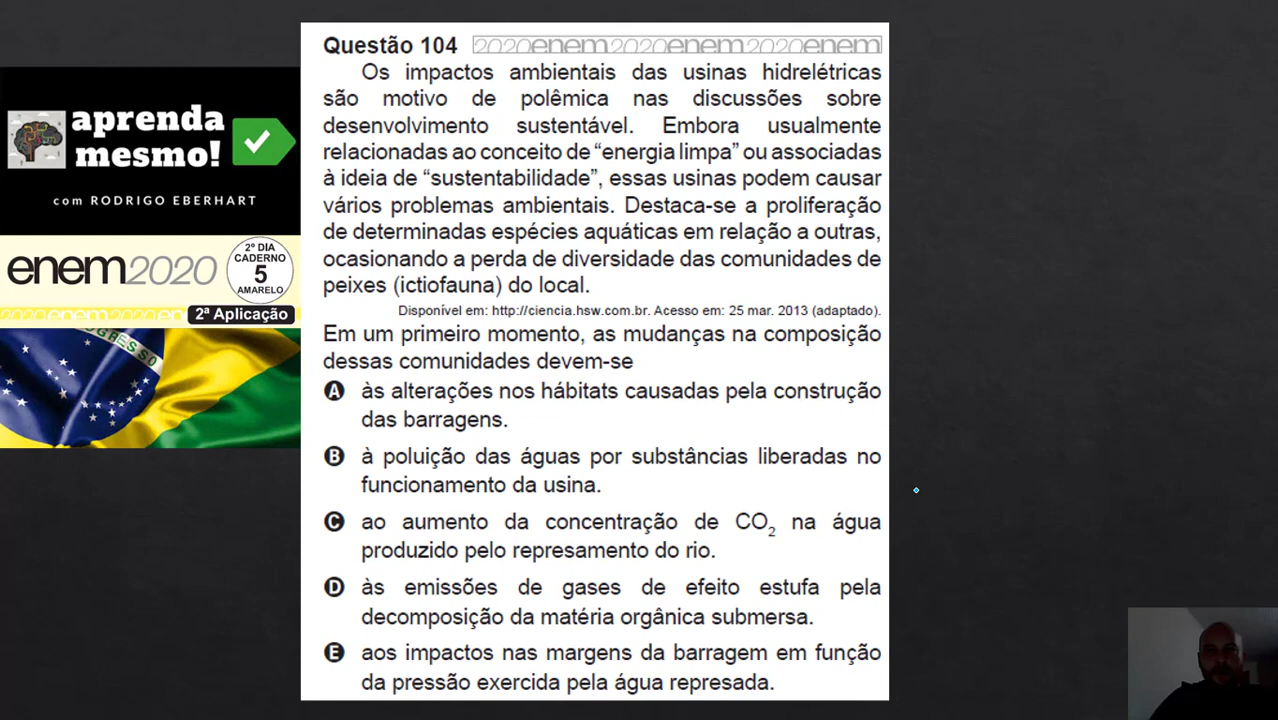 Questão 104
2020enem2020enem2020enem
Os impactos ambientais das usinas hidrelétricas
são motivo de polêmica nas discussões sobre
desenvolvimento sustentável. Embora usualmente
relacionadas ao conceito de “energia limpa” ou associadas
à ideia de “sustentabilidade”, essas usinas podem causar
vários problemas ambientais. Destaca-se a proliferação
de determinadas espécies aquáticas em relação a outras,
ocasionando a perda de diversidade das comunidades de
peixes (ictiofauna) do local.
Disponível em: http://ciencia.hsw.com.br. Acesso em: 25 mar. 2013 (adaptado).
Em um primeiro momento, as mudanças na composição
dessas comunidades devem-se
A às alterações nos hábitats causadas pela construção
das barragens.
B à poluição das águas por substâncias liberadas no
funcionamento da usina.
C ao aumento da concentração de CO2 na água
produzido pelo represamento do rio.
D às emissões de gases de efeito estufa pela
decomposição da matéria orgânica submersa.
E aos impactos nas margens da barragem em função
da pressão exercida pela água represada.
aprenda
mesmo!
com RODRIGO EBERHART
enem2020
2º DIA
CADERNO
5
AMARELO
2ª Aplicação